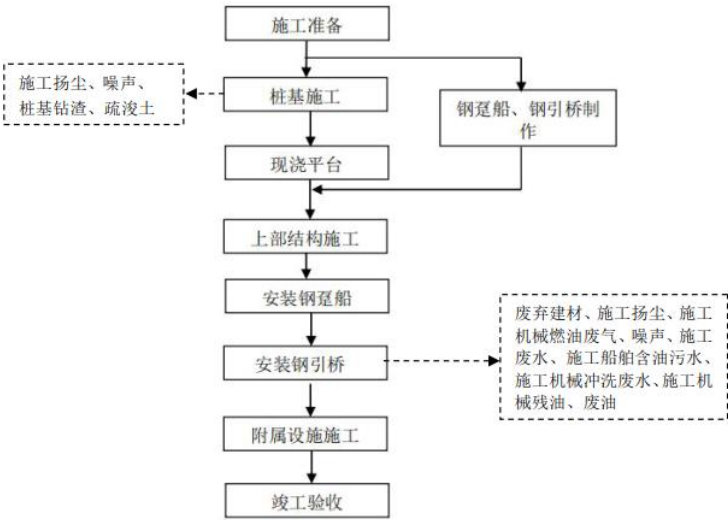 施工准备
施工扬尘、噪声、
桩基钻渣、疏浚土
桩基施工
钢趸船、钢引桥制
作
现浇平台
上部结构施工
安装钢趸船
安装钢引桥
废弃建材、施工扬尘、施工
机械燃油废气、噪声、施工
废水、施工船舶含油污水、
施工机械冲洗废水、施工机
械残油、废油
附属设施施工
竣工验收